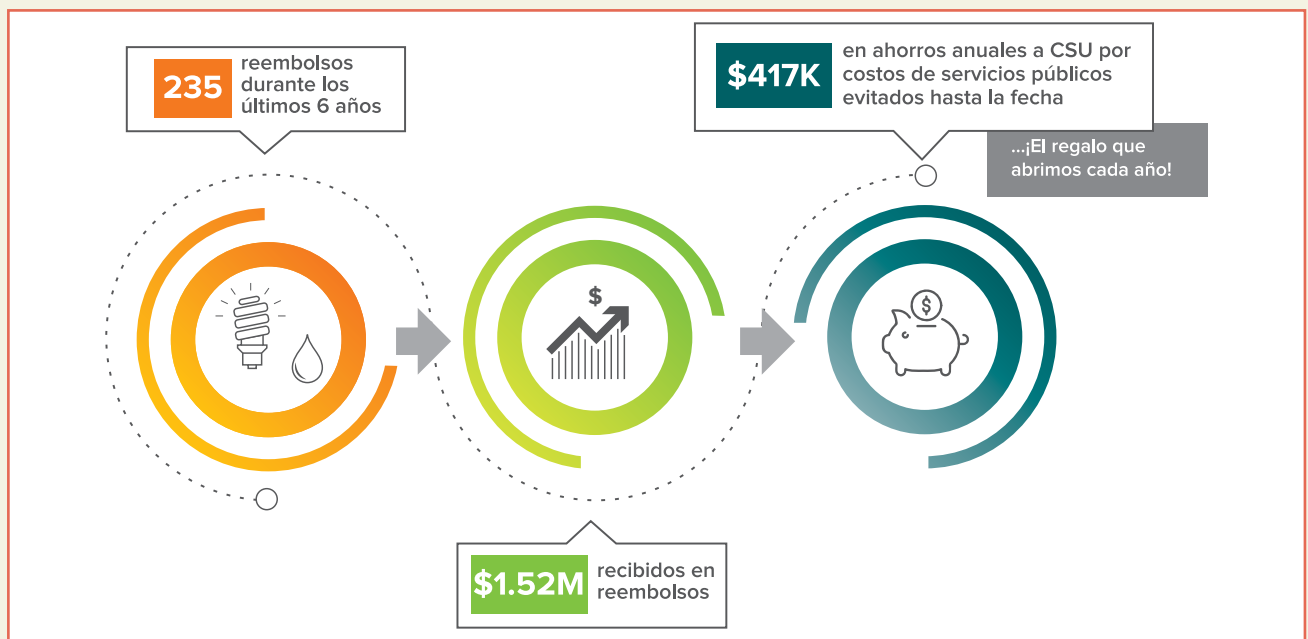 235
reembolsos
durante los
últimos 6 años
$417K
en ahorros anuales a CSU por
costos de servicios públicos
evitados hasta la fecha
...¡El regalo que
abrimos cada año!
$
$
$1.52M
recibidos en
reembolsos